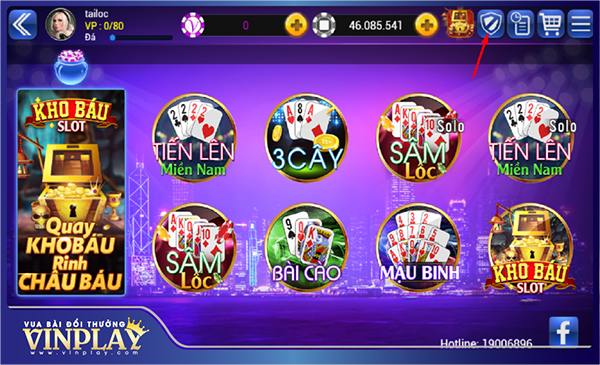 tailoc
VP : 0/80
Đá
0
46.085.541
KHO BÁU
SLOT
Quay
KHO BÁU
Rinh
CHÂU BÁU
TIẾN LÊN
Miền Nam
3 CÂY
Solo
SÂM
LỐC
Solo
TIẾN LÊN
Miền Nam
SÂM
LỐC
BÀI CÀO
MẬU BINH
KHO BÁU
SLOT
VUA BÀI ĐỔI THƯỞNG
VINPLAY
www.vinplay.com
Hotline: 19006896